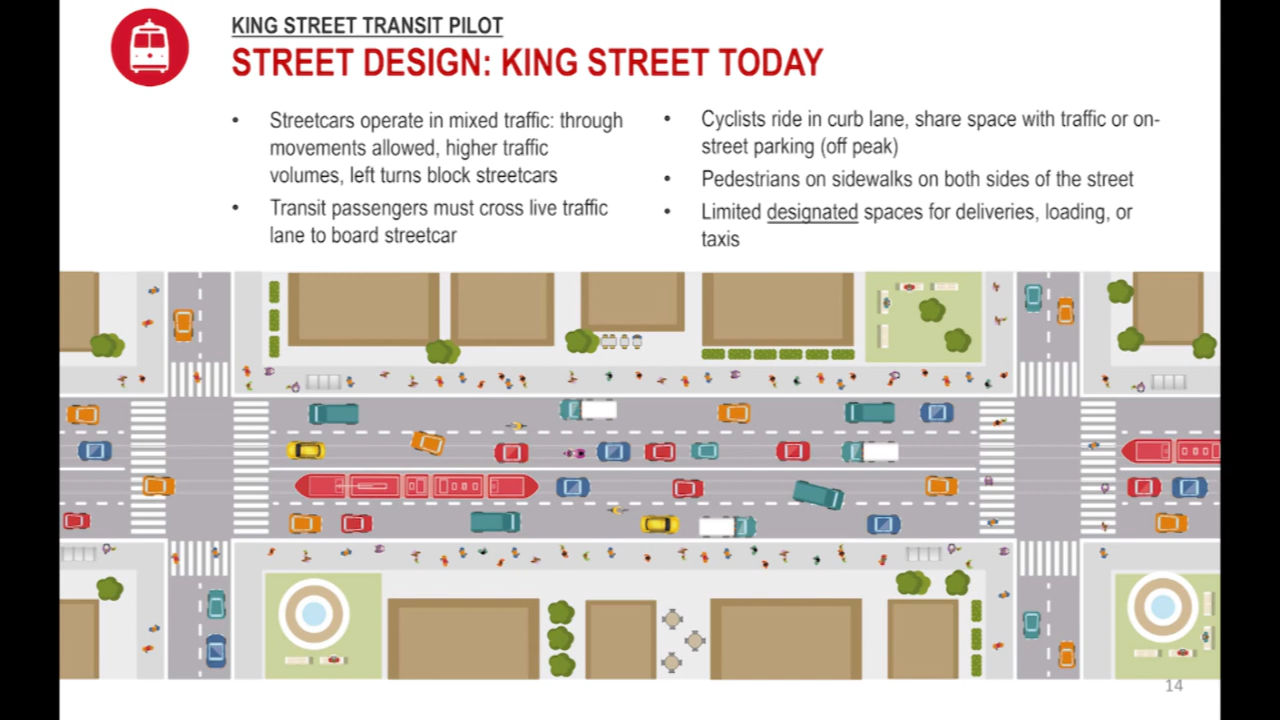 KING STREET TRANSIT PILOT
STREET DESIGN: KING STREET TODAY
• Streetcars operate in mixed traffic: through
movements allowed, higher traffic
volumes, left turns block streetcars
• Transit passengers must cross live traffic
lane to board streetcar
• Cyclists ride in curb lane, share space with traffic or on-
street parking (off peak)
• Pedestrians on sidewalks on both sides of the street
• Limited designated spaces for deliveries, loading, or
taxis
14